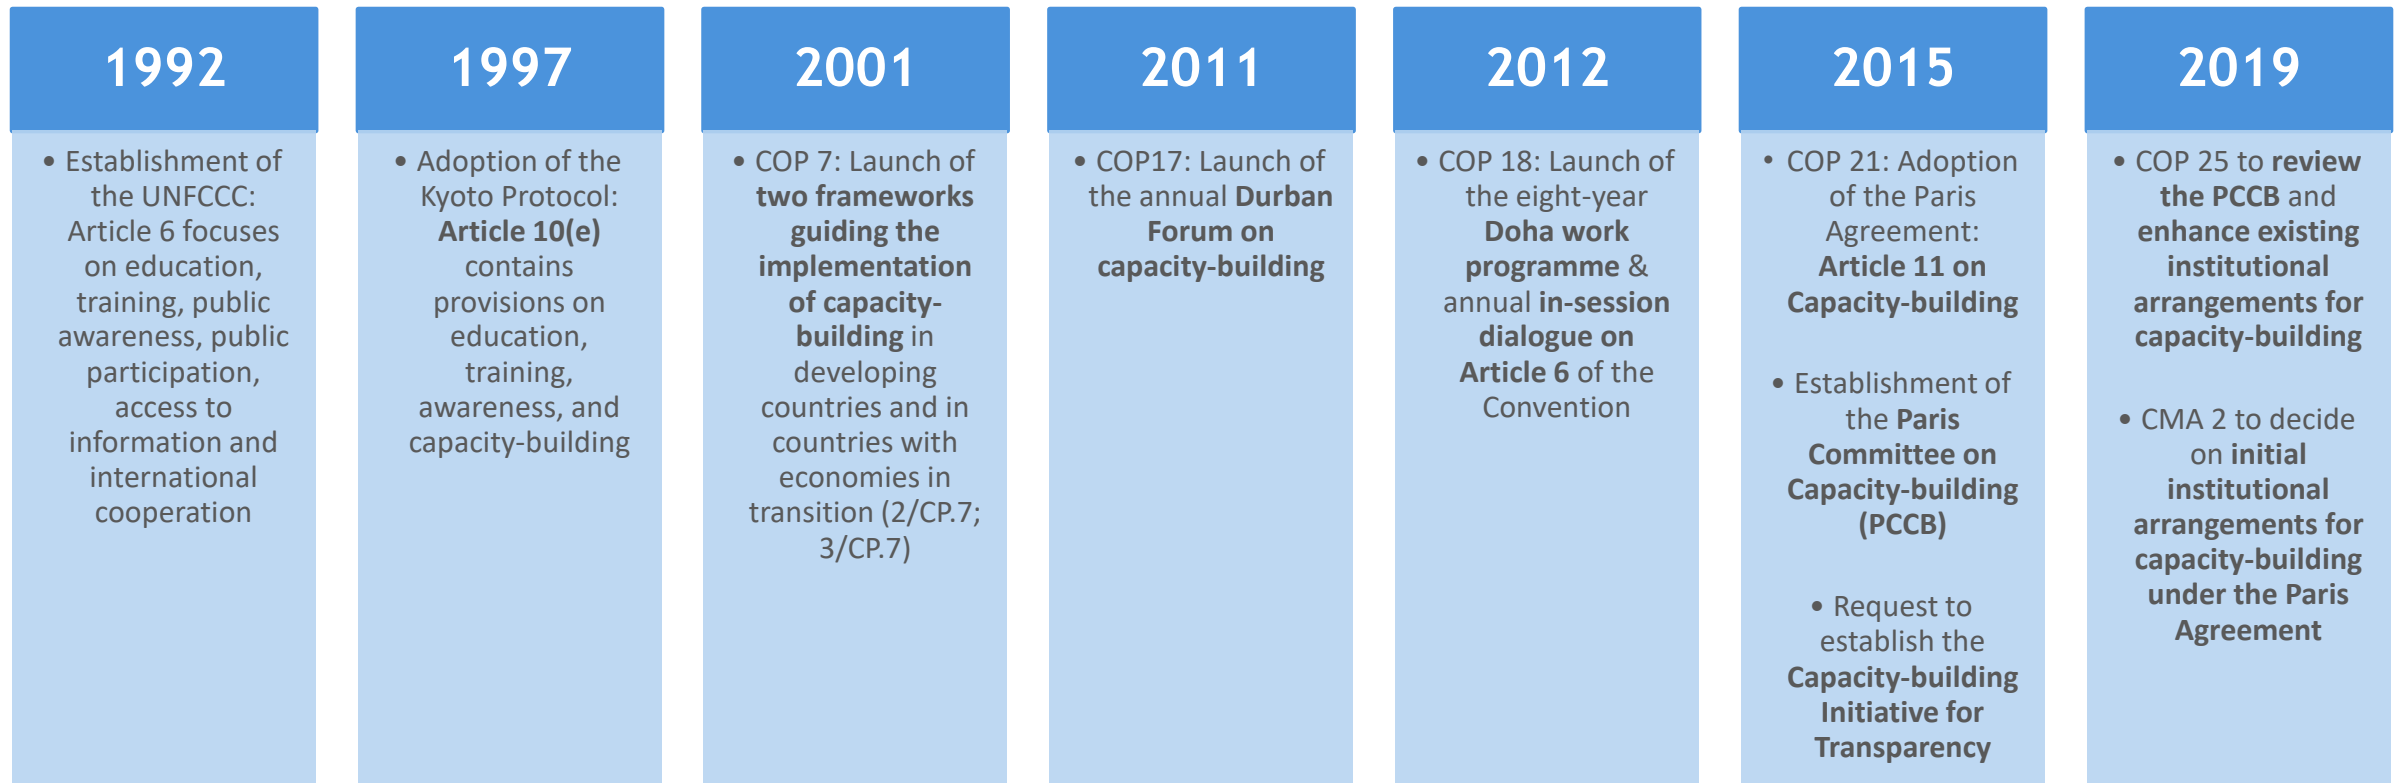 1992
• Establishment of
the UNFCCC:
Article 6 focuses
on education,
training, public
awareness, public
participation,
access to
information and
international
cooperation
1997
• Adoption of the
Kyoto Protocol:
Article 10(e)
contains
provisions on
education,
training,
awareness, and
capacity-building
2001
• COP 7: Launch of
two frameworks
guiding the
implementation
of capacity-
building in
developing
countries and in
countries with
economies in
transition (2/CP.7;
3/CP.7)
2011
• COP17: Launch of
the annual Durban
Forum on
capacity-building
2012
• COP 18: Launch of
the eight-year
Doha work
programme &
annual in-session
dialogue on
Article 6 of the
Convention
2015
• COP 21: Adoption
of the Paris
Agreement:
Article 11 on
Capacity-building
• Establishment of
the Paris
Committee on
Capacity-building
(PCCB)
• Request to
establish the
Capacity-building
Initiative for
Transparency
2019
• COP 25 to review
the PCCB and
enhance existing
institutional
arrangements for
capacity-building
• CMA 2 to decide
on initial
institutional
arrangements for
capacity-building
under the Paris
Agreement